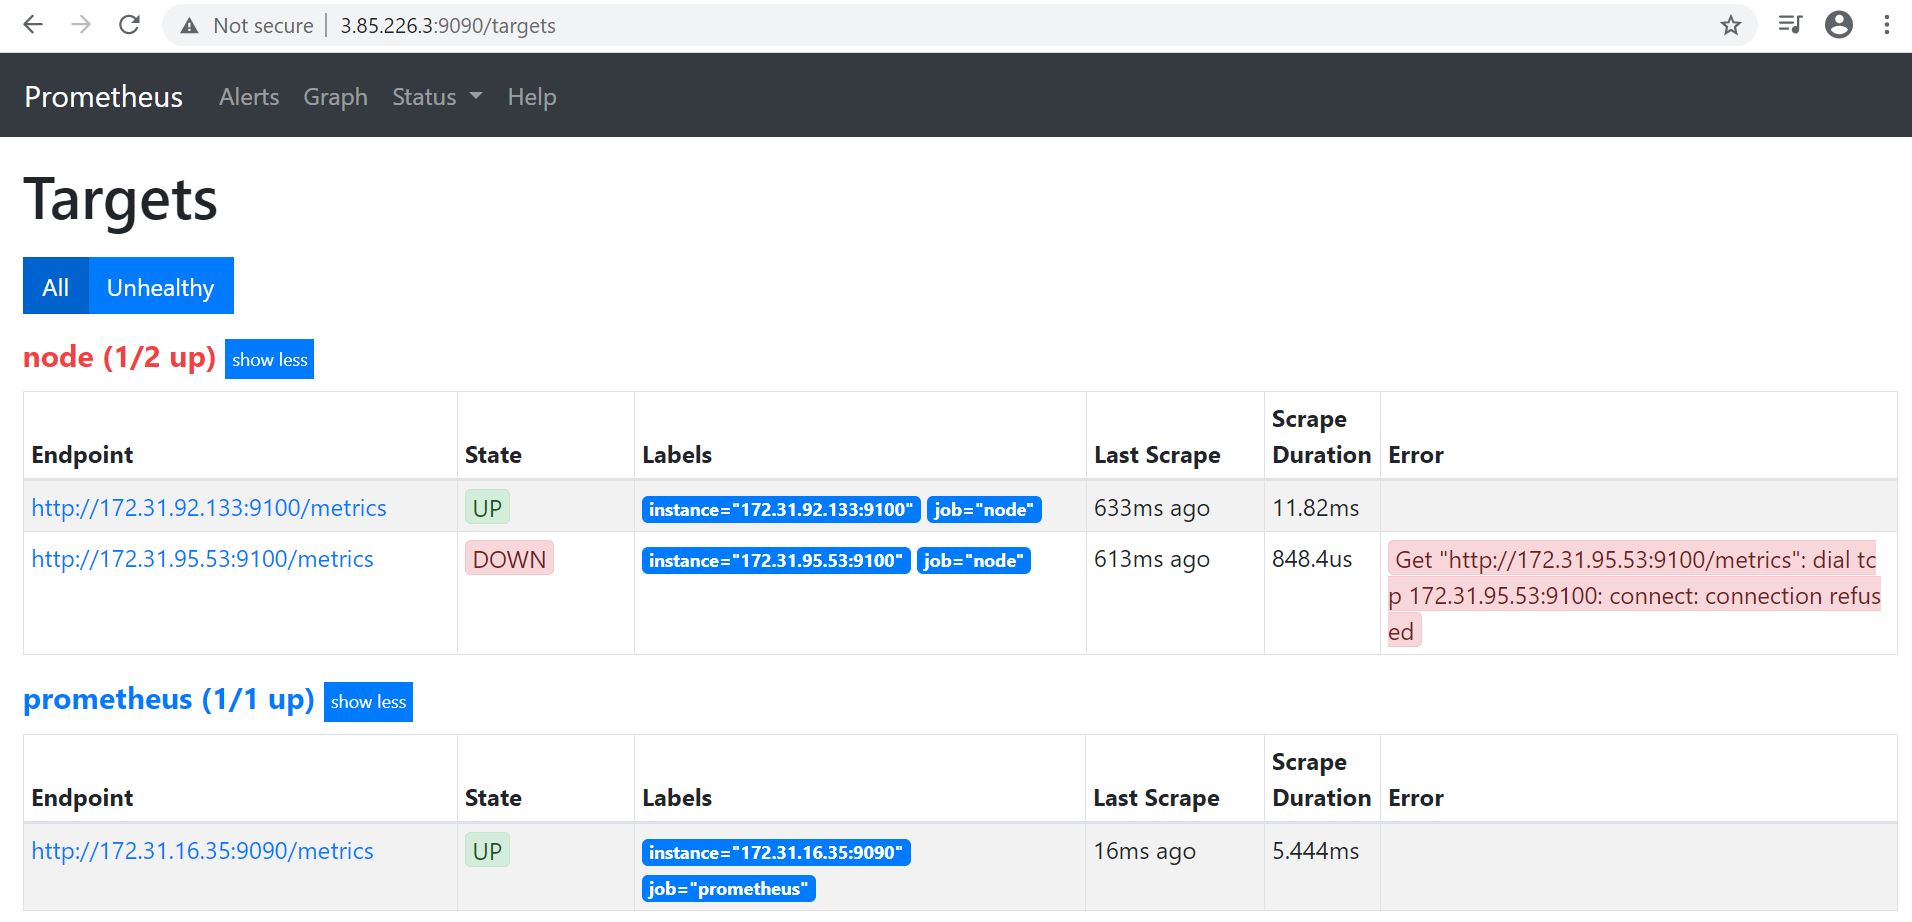 Not secure | 3.85.226.3:9090/targets
Prometheus Alerts Graph Status Help
Targets
All Unhealthy
node (1/2 up) show less
Endpoint State Labels Last Scrape Scrape Duration Error
http://172.31.92.133:9100/metrics UP instance="172.31.92.133:9100" job="node" 633ms ago 11.82ms
http://172.31.95.53:9100/metrics DOWN instance="172.31.95.53:9100" job="node" 613ms ago 848.4us Get "http://172.31.95.53:9100/metrics": dial tc
p 172.31.95.53:9100: connect: connection refus
ed
prometheus (1/1 up) show less
Endpoint State Labels Last Scrape Scrape Duration Error
http://172.31.16.35:9090/metrics UP instance="172.31.16.35:9090" 16ms ago 5.444ms
job="prometheus"